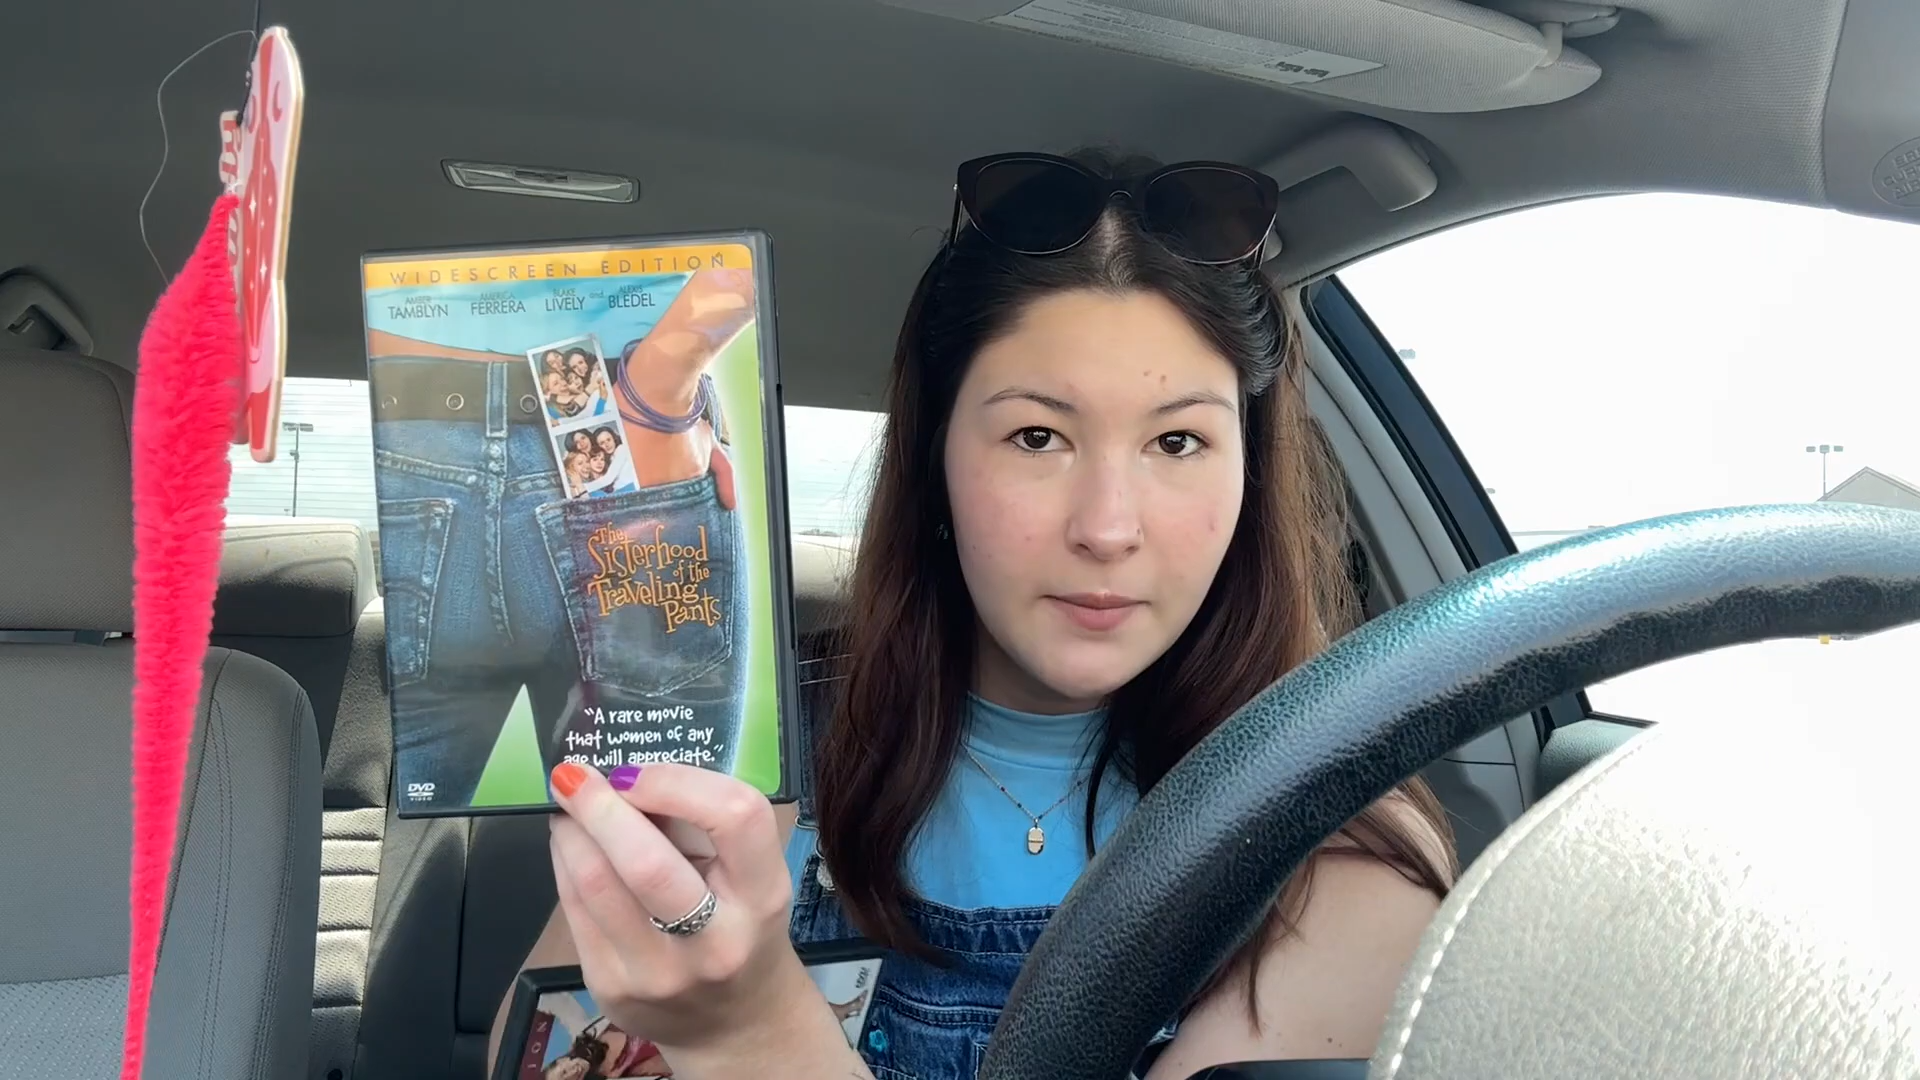 WIDESCREEN EDITION
AMBER TAMBLYN AMERICA FERRERA BLAKE LIVELY and ALEXIS BLEDEL
The
Sisterhood
of the
Traveling
Pants
"A rare movie
that women of any
age will appreciate."
DVD
VIDEO
DVD